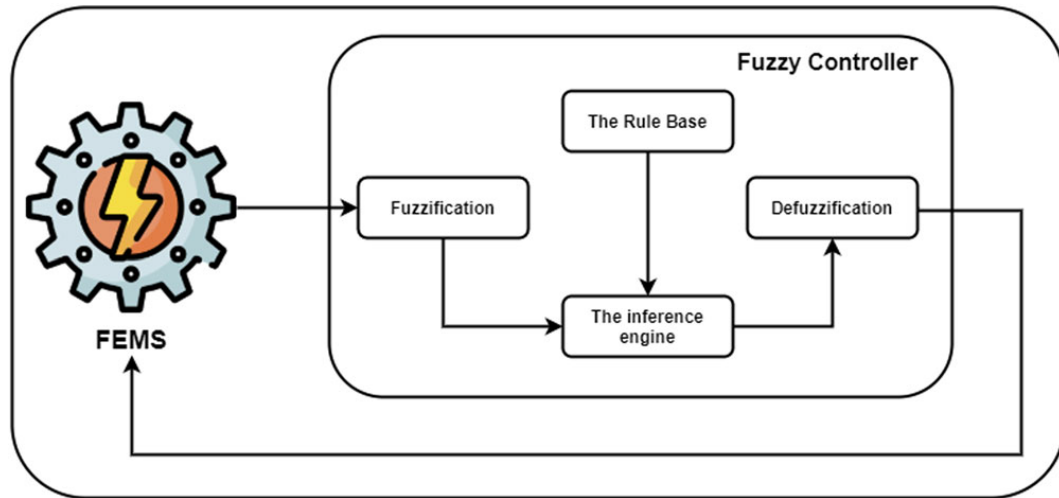 Fuzzy Controller
The Rule Base
Fuzzification
Defuzzification
The inference
engine
FEMS